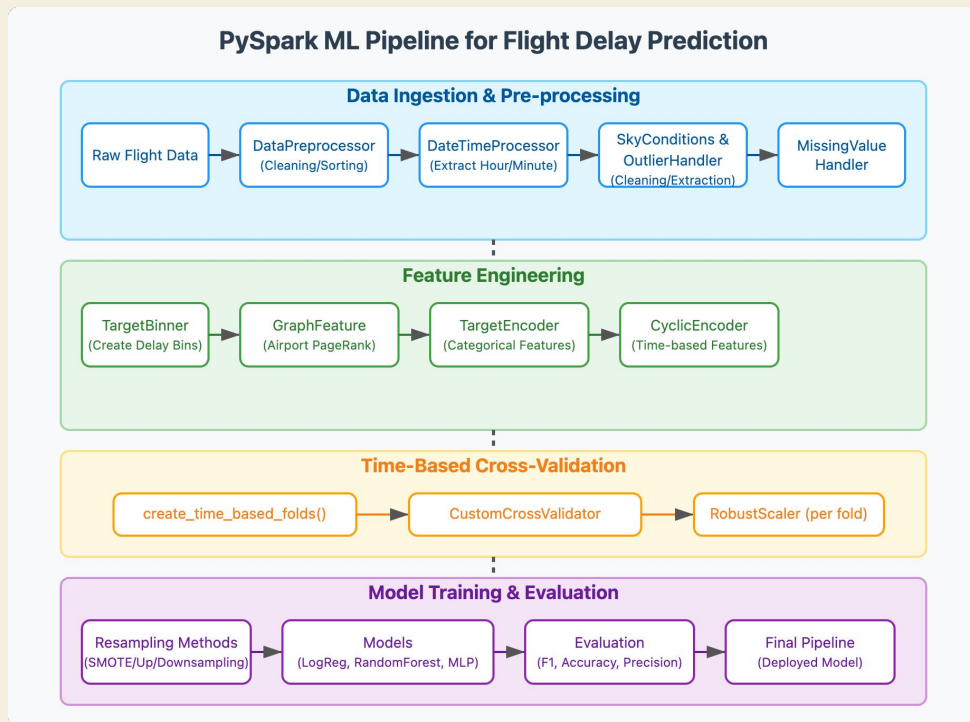 PySpark ML Pipeline for Flight Delay Prediction
Data Ingestion & Pre-processing
Raw Flight Data
DataPreprocessor
(Cleaning/Sorting)
DateTimeProcessor
(Extract Hour/Minute)
SkyConditions &
OutlierHandler
(Cleaning/Extraction)
MissingValue
Handler
Feature Engineering
TargetBinner
(Create Delay Bins)
GraphFeature
(Airport PageRank)
TargetEncoder
(Categorical Features)
CyclicEncoder
(Time-based Features)
Time-Based Cross-Validation
create_time_based_folds()
CustomCrossValidator
RobustScaler (per fold)
Model Training & Evaluation
Resampling Methods
(SMOTE/Up/Downsampling)
Models
(LogReg, RandomForest, MLP)
Evaluation
(F1, Accuracy, Precision)
Final Pipeline
(Deployed Model)